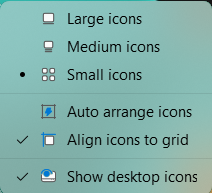 Large icons
Medium icons
Small icons
Auto arrange icons
Align icons to grid
Show desktop icons